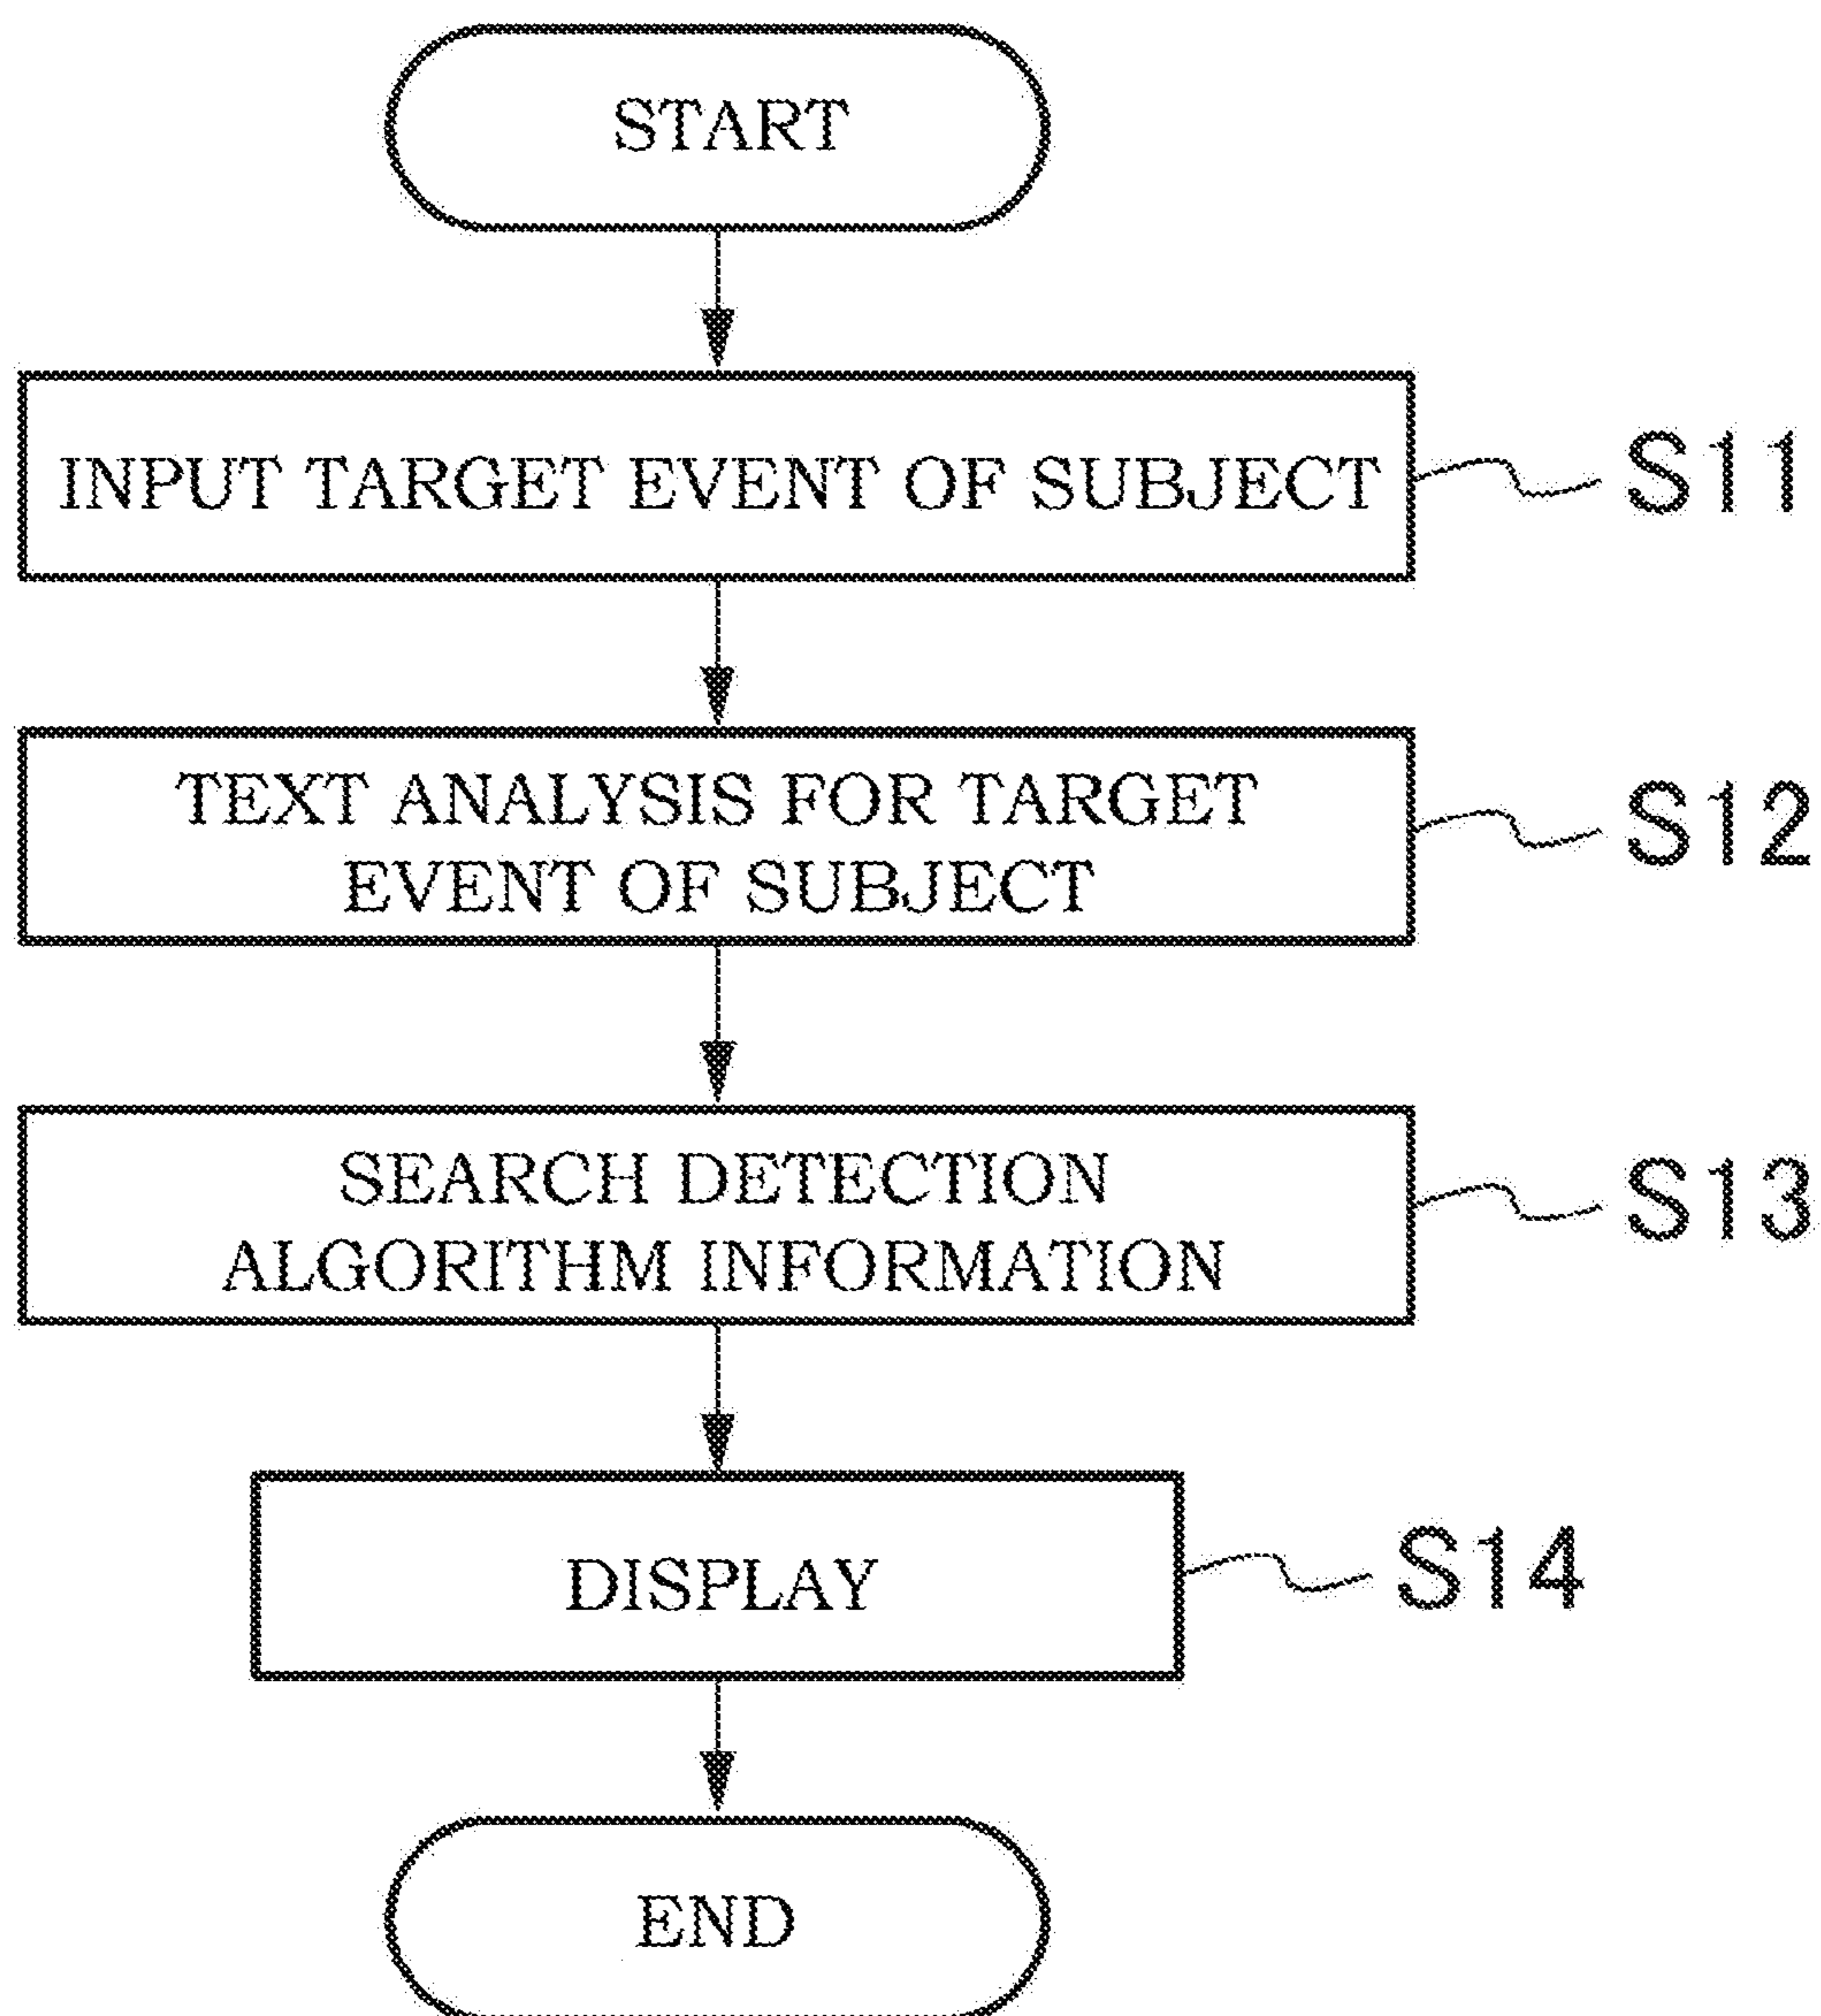 START
INPUT TARGET EVENT OF SUBJECT
S11
TEXT ANALYSIS FOR TARGET
EVENT OF SUBJECT
S12
SEARCH DETECTION
ALGORITHM INFORMATION
S13
DISPLAY
S14
END